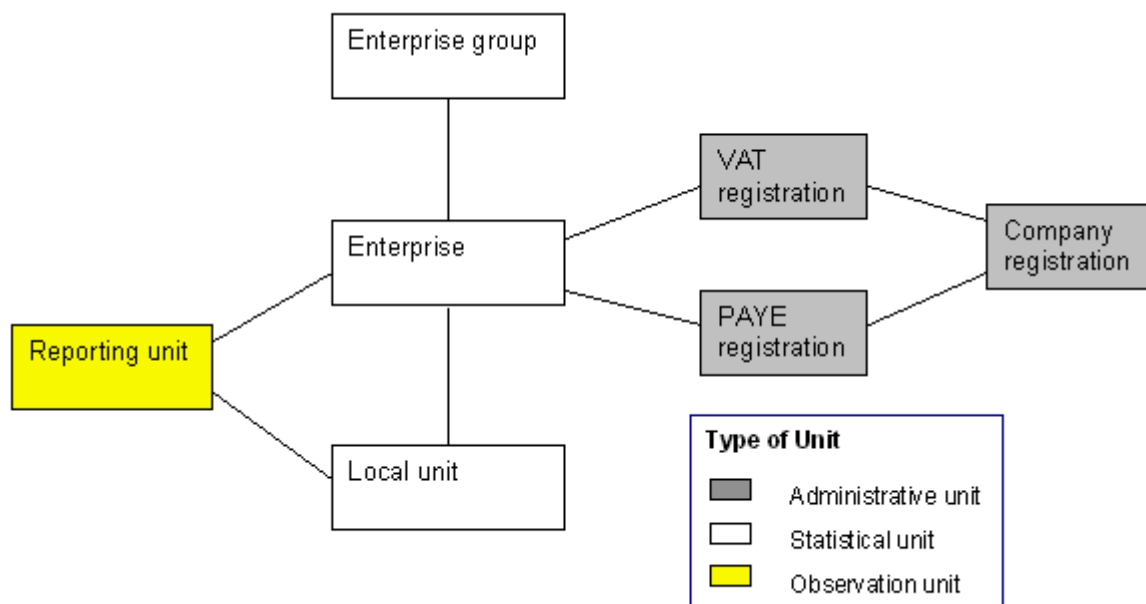 Enterprise group
VAT
registration
Enterprise
Company
registration
PAYE
registration
Reporting unit
Local unit
Type of Unit
Administrative unit
Statistical unit
Observation unit